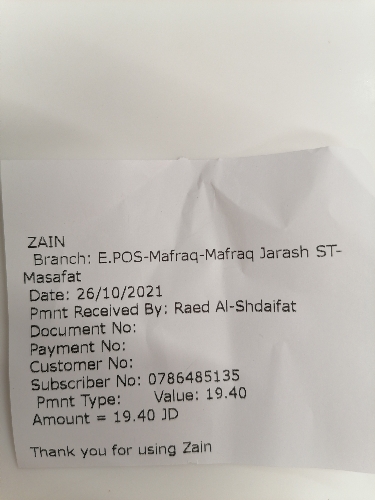 ZAIN
Branch: E.POS-Mafraq-Mafraq Jarash ST-
Masafat
Date: 26/10/2021
Pmnt Received By: Raed Al-Shdaifat
Document No:
Payment No:
Customer No:
Subscriber No: 0786485135
Pmnt Type: Value: 19.40
Amount = 19.40 JD
Thank you for using Zain